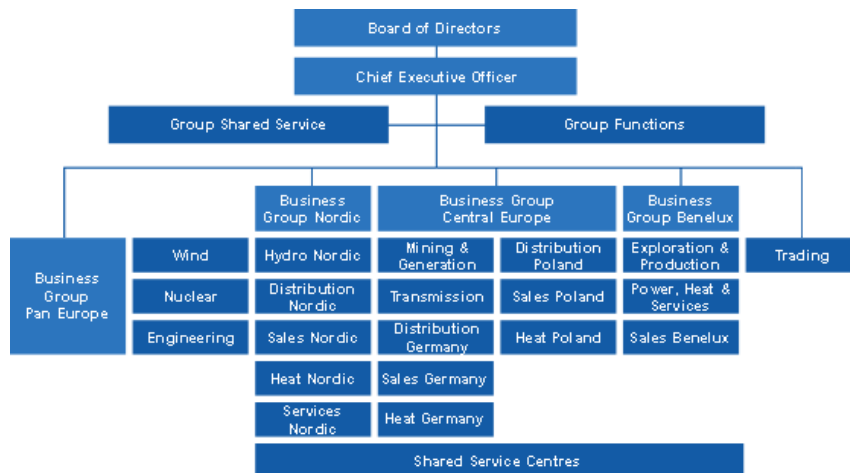 Board of Directors
Chief Executive Officer
Group Shared Service
Group Functions
Business
Group Nordic
Business Group
Central Europe
Business
Group Benelux
Business
Group
Pan Europe
Wind
Nuclear
Engineering
Hydro Nordic
Distribution
Nordic
Sales Nordic
Heat Nordic
Services
Nordic
Mining &
Generation
Transmission
Distribution
Germany
Sales Germany
Heat Germany
Distribution
Poland
Sales Poland
Heat Poland
Exploration &
Production
Power, Heat &
Services
Sales Benelux
Trading
Shared Service Centres